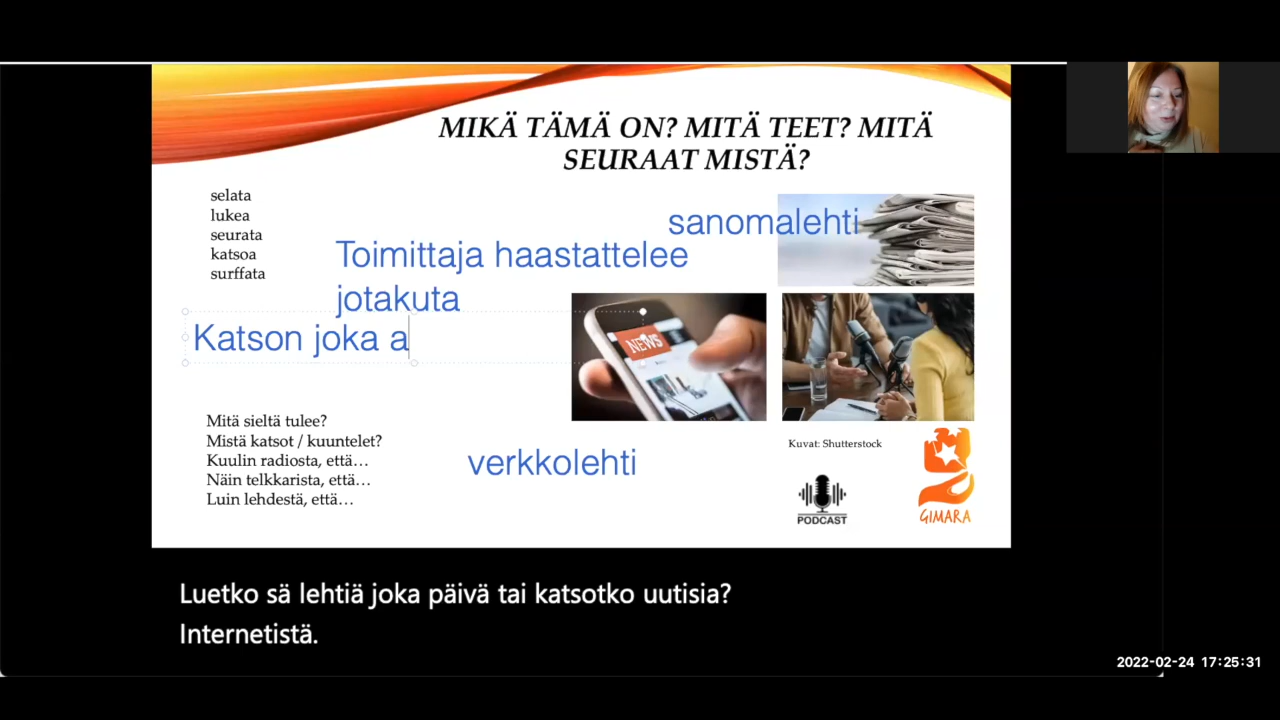 MIKÄ TÄMÄ ON? MITÄ TEET? MITÄ
SEURAAT MISTÄ?
selata
lukea
seurata
katsoa
surffata
sanomalehti
Toimittaja haastattelee
jotakuta
Katson joka a
NEWS
Mitä sieltä tulee?
Mistä katsot / kuuntelet?
Kuulin radiosta, että…
Näin telkkarista, että…
Luin lehdestä, että…
verkkolehti
Kuvat: Shutterstock
PODCAST
GIMARA
Luetko sä lehtiä joka päivä tai katsotko uutisia?
Internetistä.
2022-02-24 17:25:31